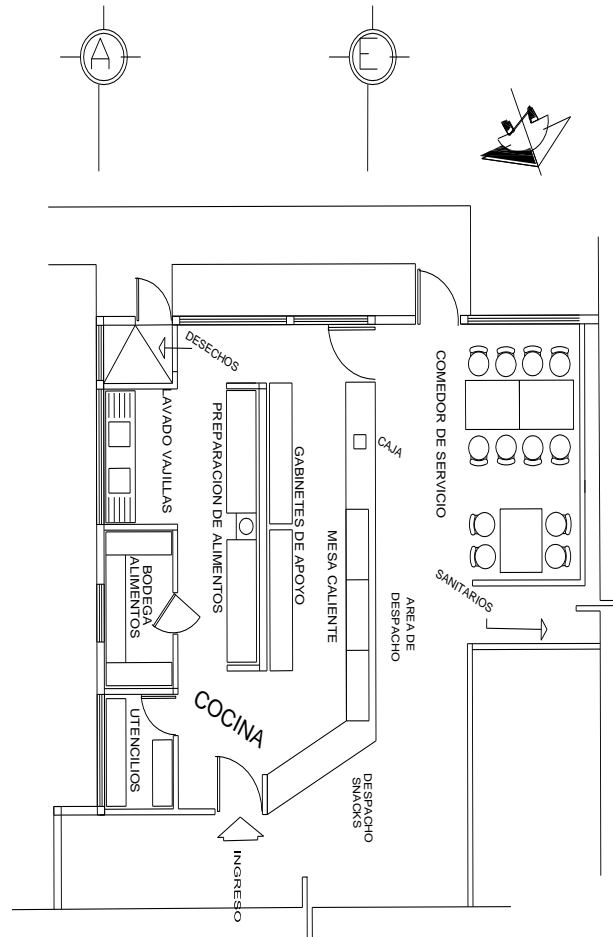 A
E
DESECHOS
LAVADO VAJILLAS
PREPARACION DE ALIMENTOS
GABINETES DE APOYO
MESA CALIENTE
CAJA
COMEDOR DE SERVICIO
SANITARIOS
AREA DE
DESPACHO
BODEGA
ALIMENTOS
UTENCILIOS
COCINA
DESPACHO
SNACKS
INGRESO